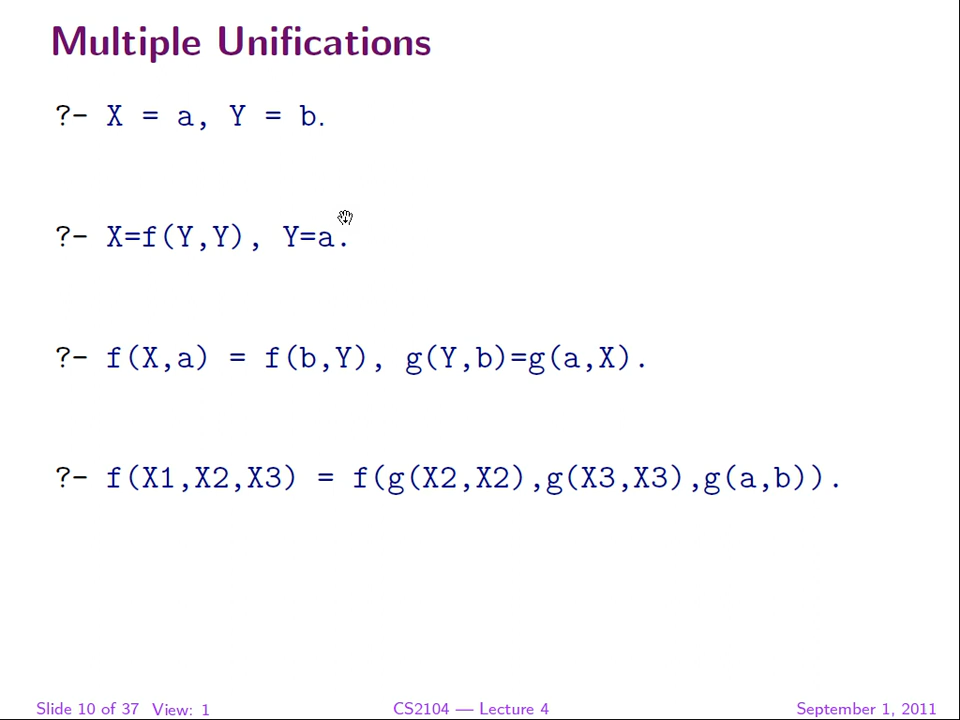 Multiple Unifications
?- X = a, Y = b.
?- X=f(Y,Y), Y=a.
?- f(X,a) = f(b,Y), g(Y,b)=g(a,X).
?- f(X1,X2,X3) = f(g(X2,X2),g(X3,X3),g(a,b)).
Slide 10 of 37 View: 1 CS2104 — Lecture 4 September 1, 2011